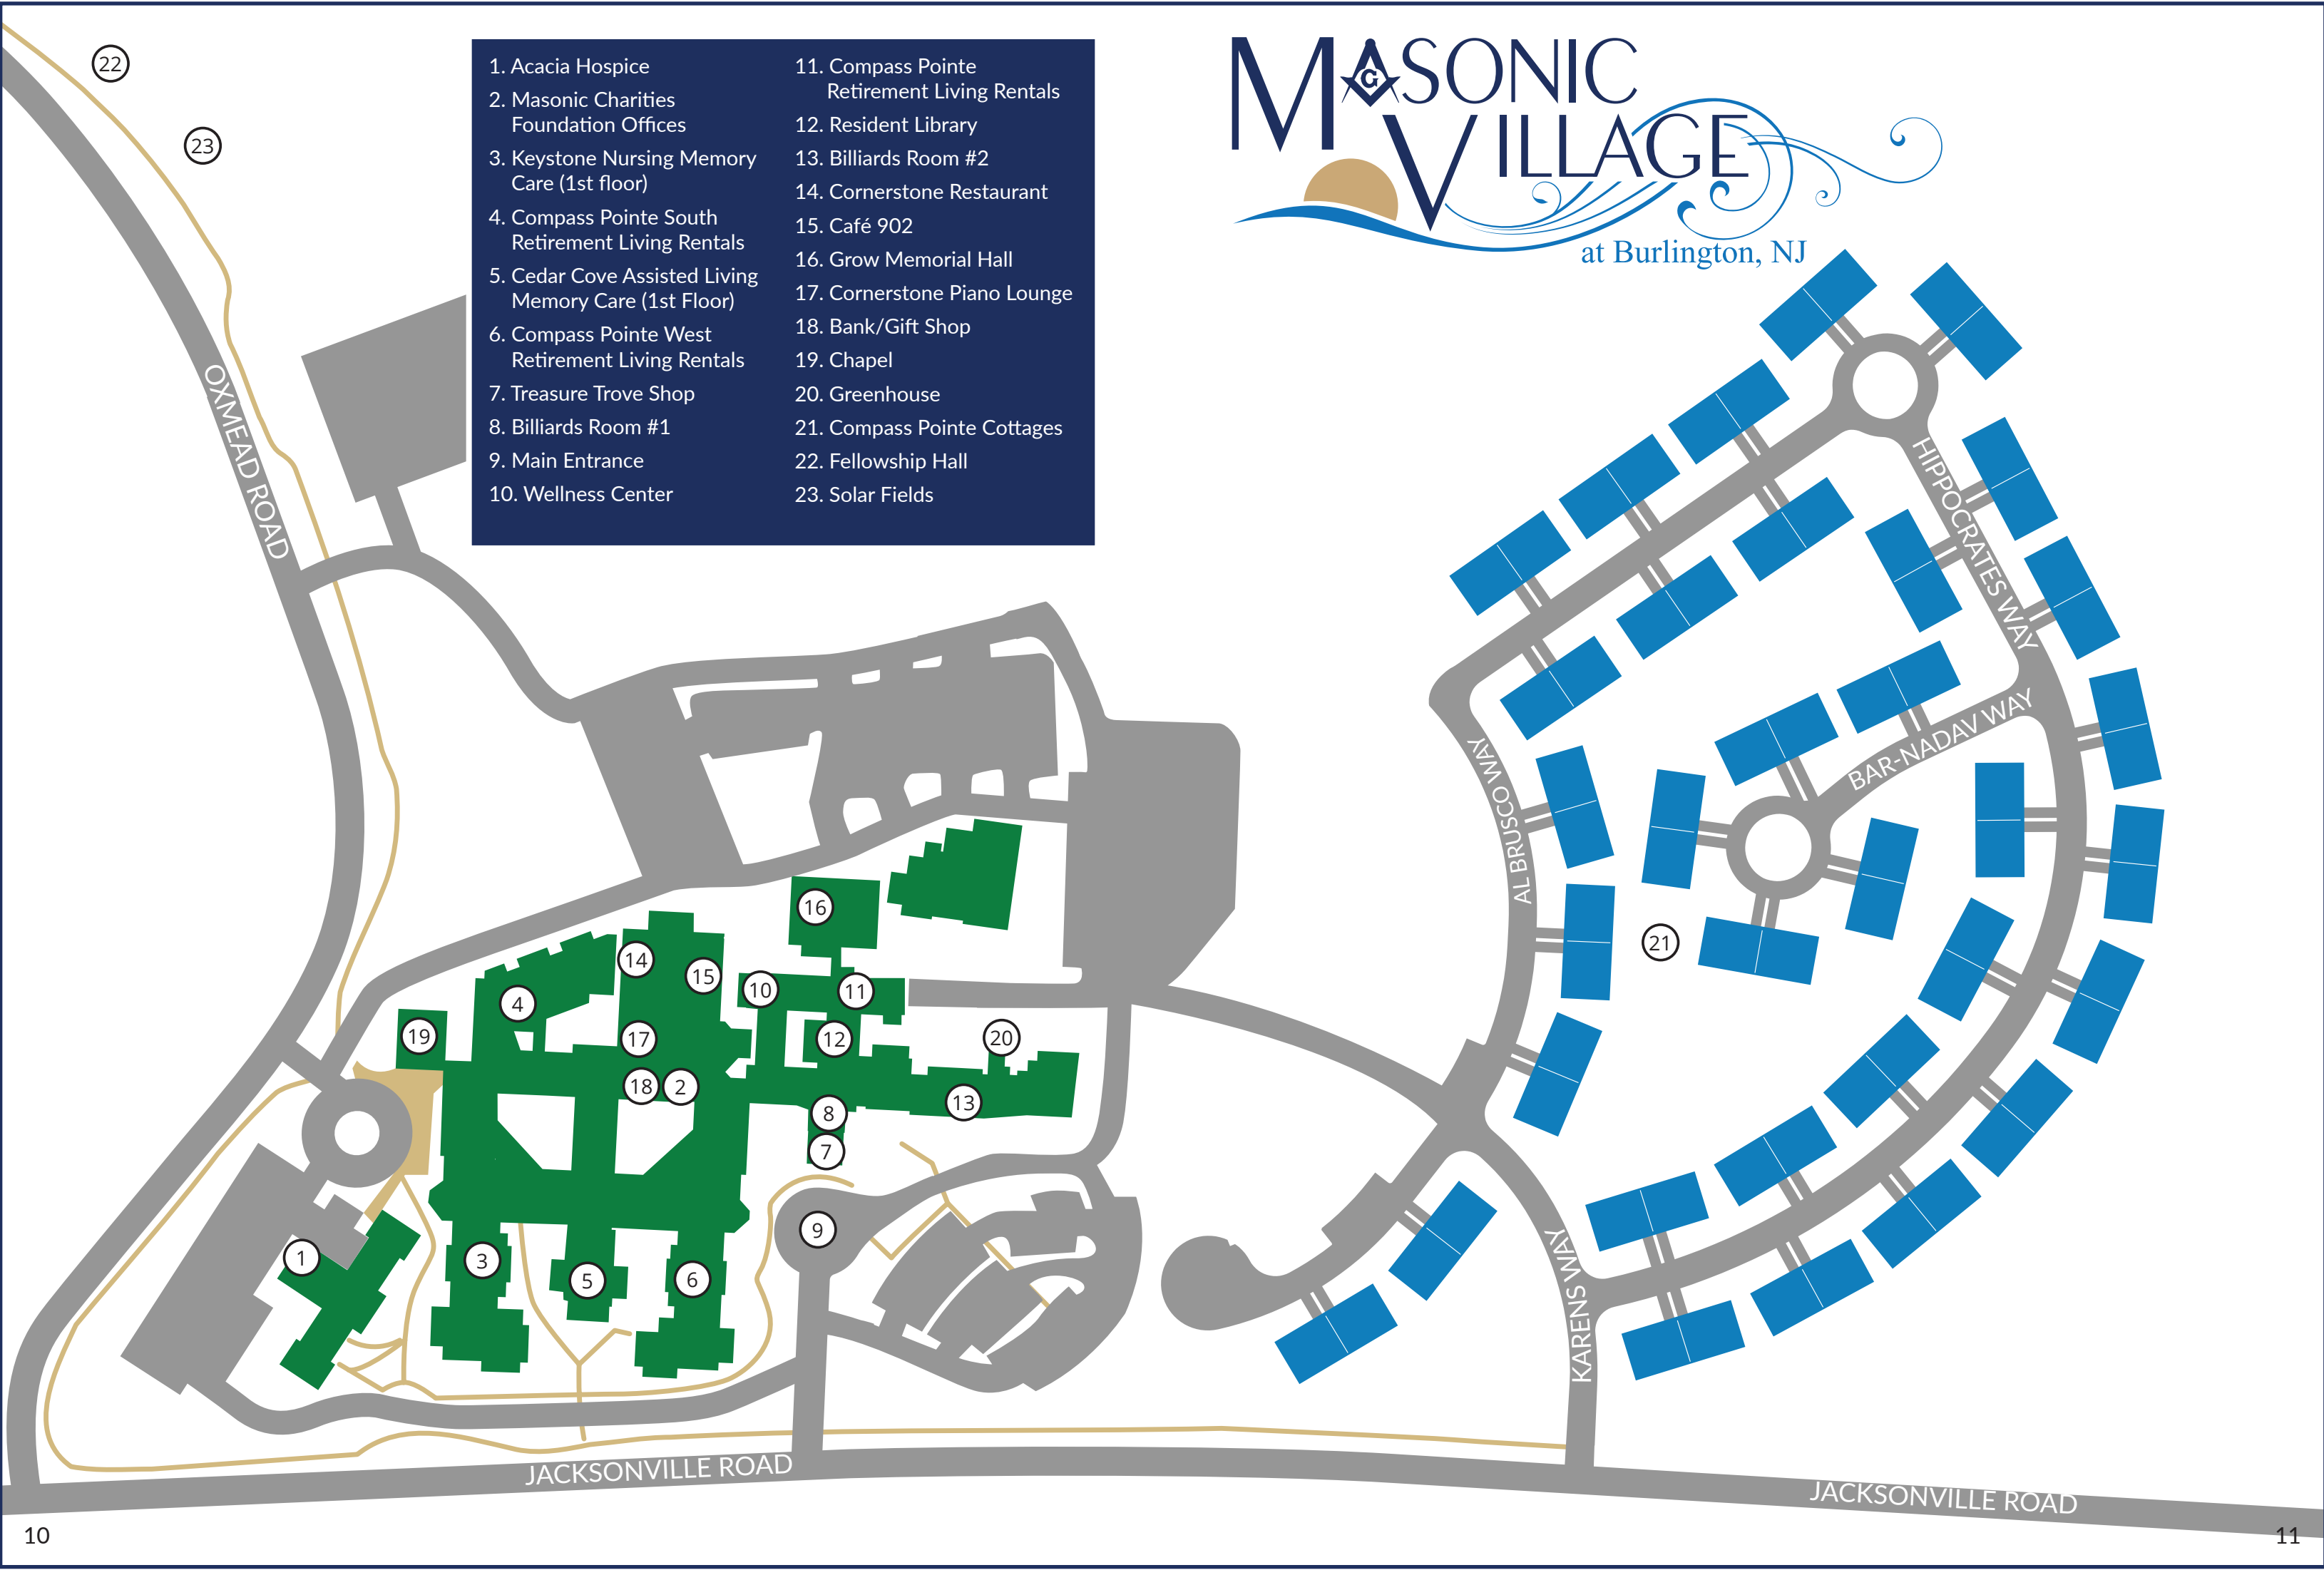 MASONIC
VILLAGE
at Burlington, NJ
1. Acacia Hospice
2. Masonic Charities
Foundation Offices
3. Keystone Nursing Memory
Care (1st floor)
4. Compass Pointe South
Retirement Living Rentals
5. Cedar Cove Assisted Living
Memory Care (1st Floor)
6. Compass Pointe West
Retirement Living Rentals
7. Treasure Trove Shop
8. Billiards Room #1
9. Main Entrance
10. Wellness Center
11. Compass Pointe
Retirement Living Rentals
12. Resident Library
13. Billiards Room #2
14. Cornerstone Restaurant
15. Café 902
16. Grow Memorial Hall
17. Cornerstone Piano Lounge
18. Bank/Gift Shop
19. Chapel
20. Greenhouse
21. Compass Pointe Cottages
22. Fellowship Hall
23. Solar Fields
G
22
23
OXMEAD ROAD
HIPPOCRATES WAY
BAR-NADAV WAY
AL BRUSCO WAY
21
16
14
15
10
11
4
19
17
12
20
18
2
13
8
7
9
1
3
5
6
KARENS WAY
JACKSONVILLE ROAD
JACKSONVILLE ROAD
10
11